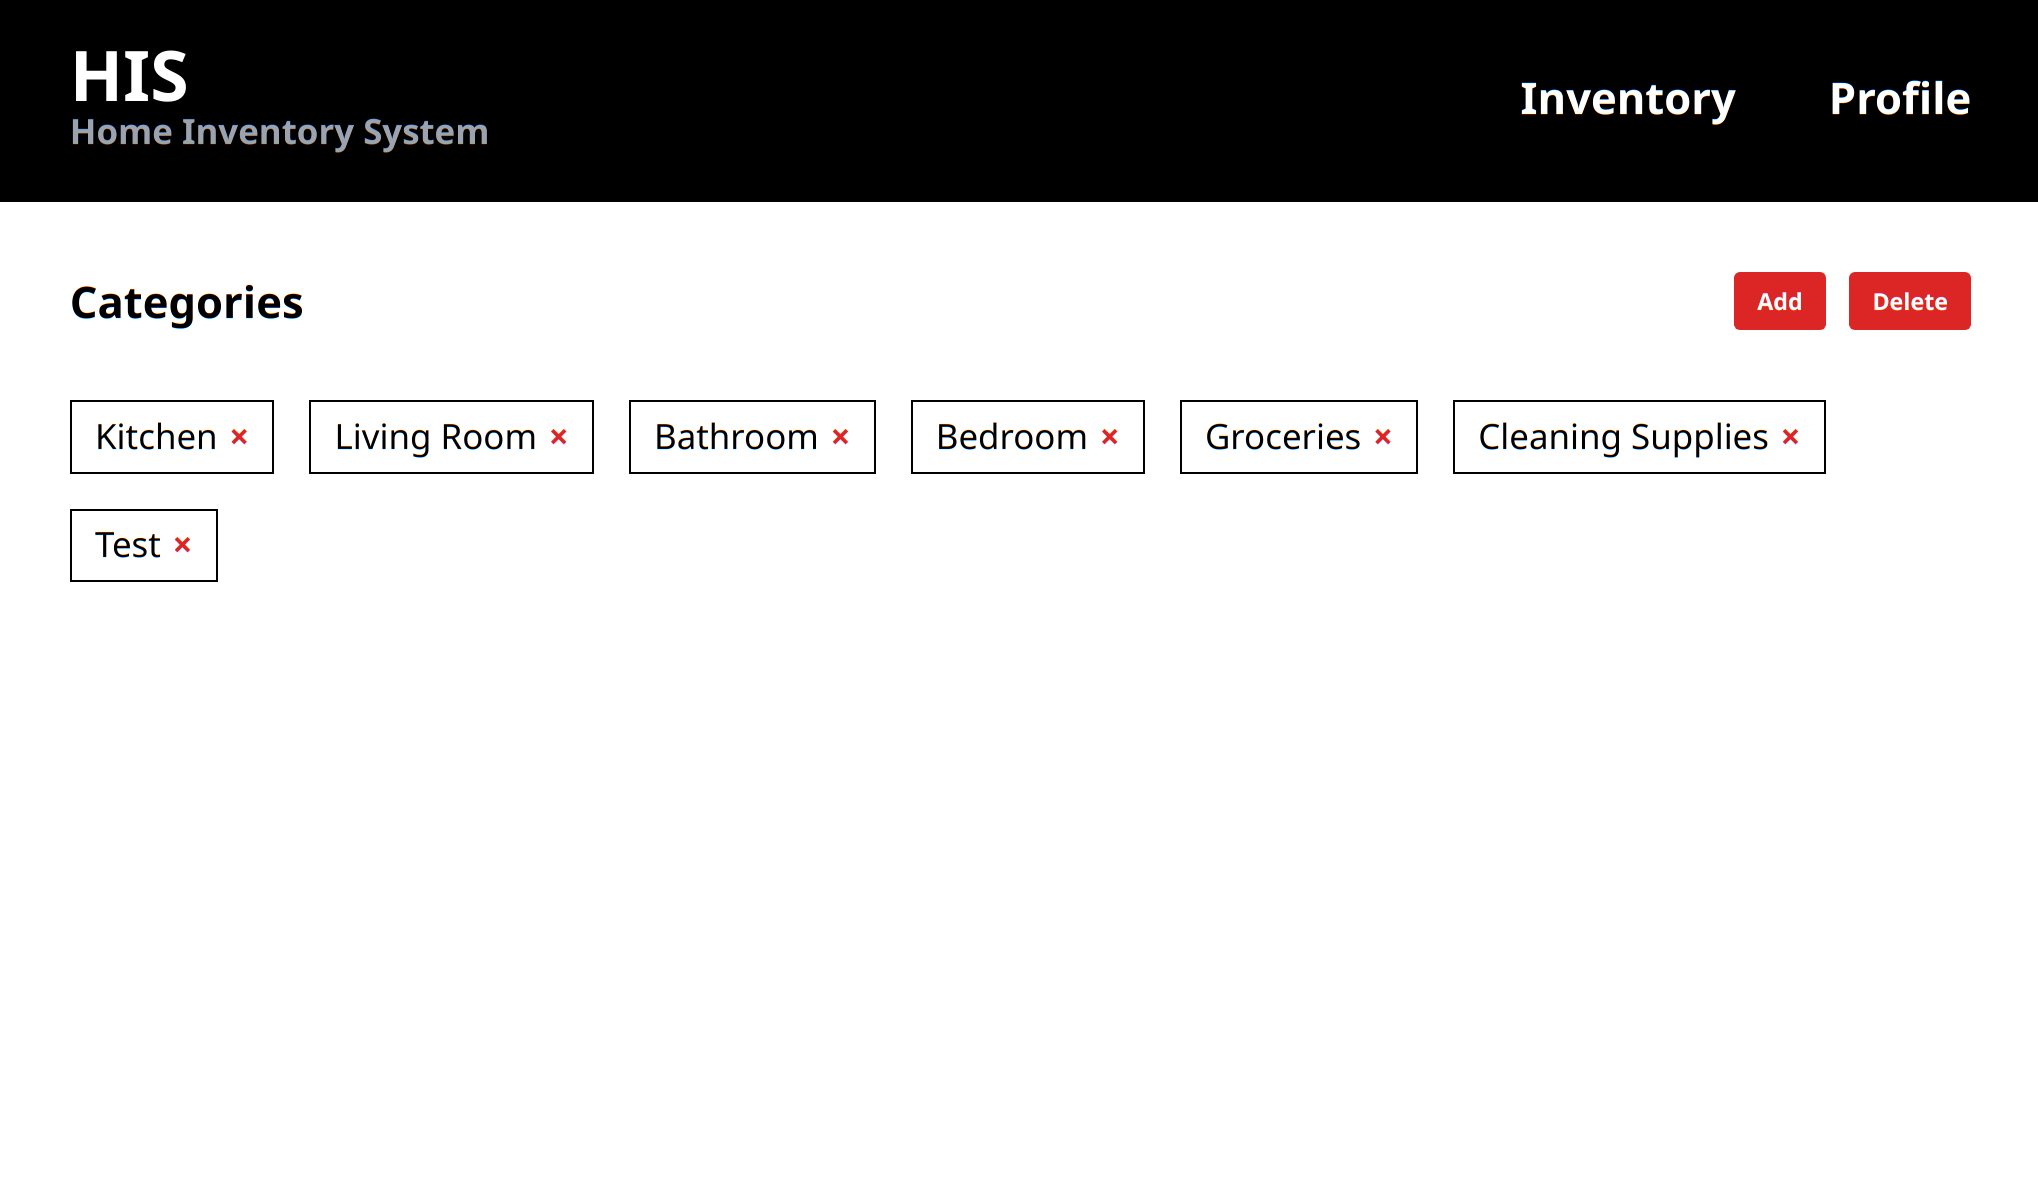 HIS
Home Inventory System
Inventory Profile
Categories
Add Delete
Kitchen × Living Room × Bathroom × Bedroom × Groceries × Cleaning Supplies ×
Test ×